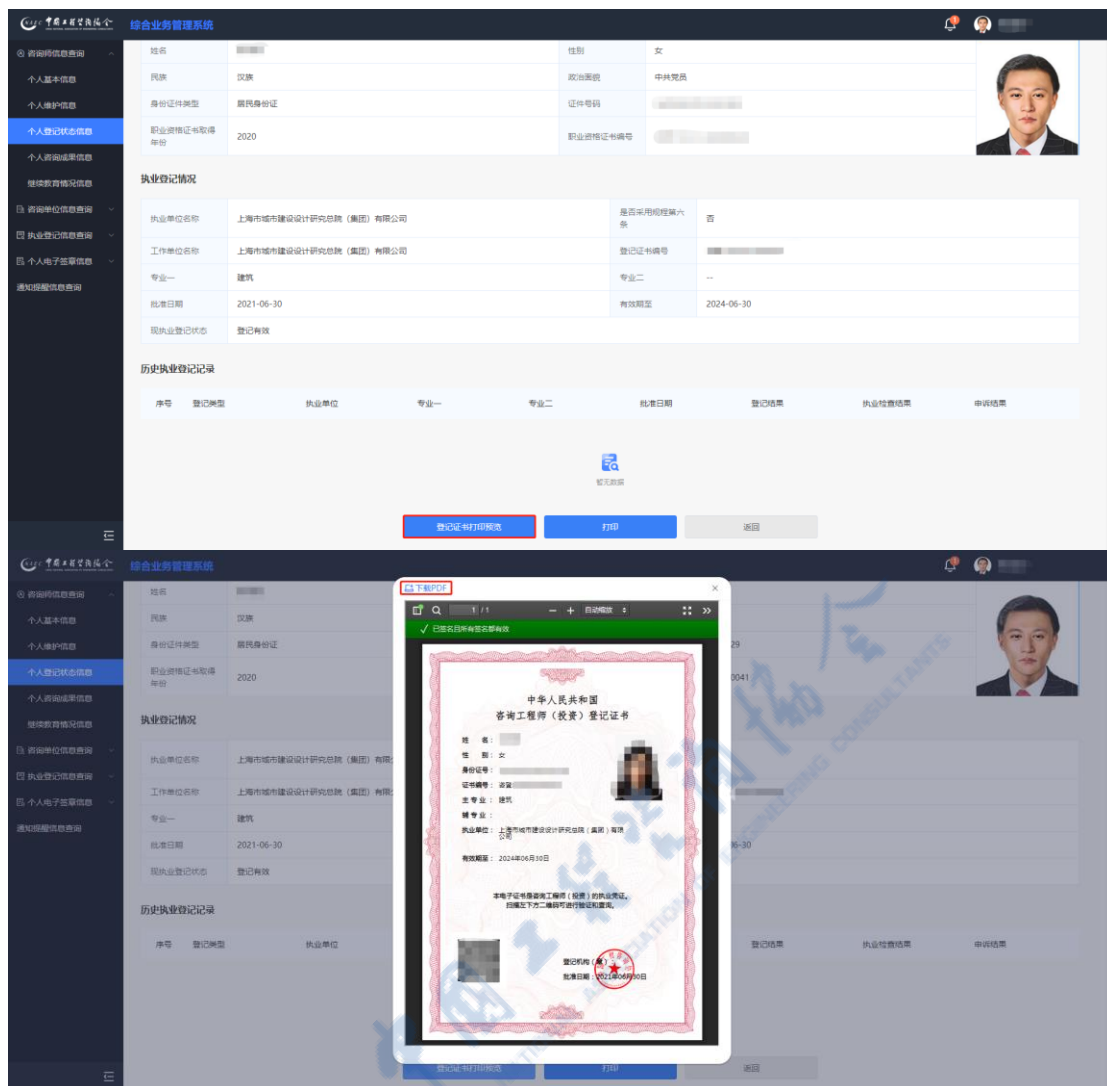 中国工程咨询协会 综合业务管理系统
咨询师信息查询
个人基本信息
个人维护信息
个人登记状态信息
个人咨询成果信息
继续教育情况信息
咨询单位信息查询
执业登记信息查询
个人电子签章信息
通知提醒信息查询
姓名 性别 女
民族 汉族 政治面貌 中共党员
身份证件类型 居民身份证 证件号码
职业资格证书取得年份 2020 职业资格证书编号
执业登记情况
执业单位名称 上海市城市建设设计研究总院(集团)有限公司 是否采用规程第六条 否
工作单位名称 上海市城市建设设计研究总院(集团)有限公司 登记证书编号
专业一 建筑 专业二 --
批准日期 2021-06-30 有效期至 2024-06-30
现执业登记状态 登记有效
历史执业登记记录
序号 登记类型 执业单位 专业一 专业二 批准日期 登记结果 执业检查结果 申诉结果
暂无数据
登记证书打印预览 打印 返回
中国工程咨询协会 综合业务管理系统
咨询师信息查询
个人基本信息
个人维护信息
个人登记状态信息
个人咨询成果信息
继续教育情况信息
咨询单位信息查询
执业登记信息查询
个人电子签章信息
通知提醒信息查询
姓名
民族 汉族
身份证件类型 居民身份证 29
职业资格证书取得年份 2020 0041
执业登记情况
执业单位名称 上海市城市建设设计研究总院(集团)有限
工作单位名称 上海市城市建设设计研究总院(集团)有限
专业一 建筑
批准日期 2021-06-30 06-30
现执业登记状态 登记有效
历史执业登记记录
序号 登记类型 执业单位 登记结果 执业检查结果 申诉结果
登记证书打印预览 打印 返回
下载PDF ×
1 / 1 自动缩放
已签名且所有签名都有效
中华人民共和国
咨询工程师(投资)登记证书
姓 名:
性 别: 女
身份证号:
证书编号: 咨登
主专业: 建筑
辅专业:
执业单位: 上海市城市建设设计研究总院(集团)有限
公司
有效期至: 2024年06月30日
本电子证书是咨询工程师(投资)的执业凭证,
扫描左下方二维码可进行验证和查询。
登记机构(章):
批准日期: 2021年06月30日
中国工程咨询协会
ASSOCIATION OF ENGINEERING CONSULTANTS